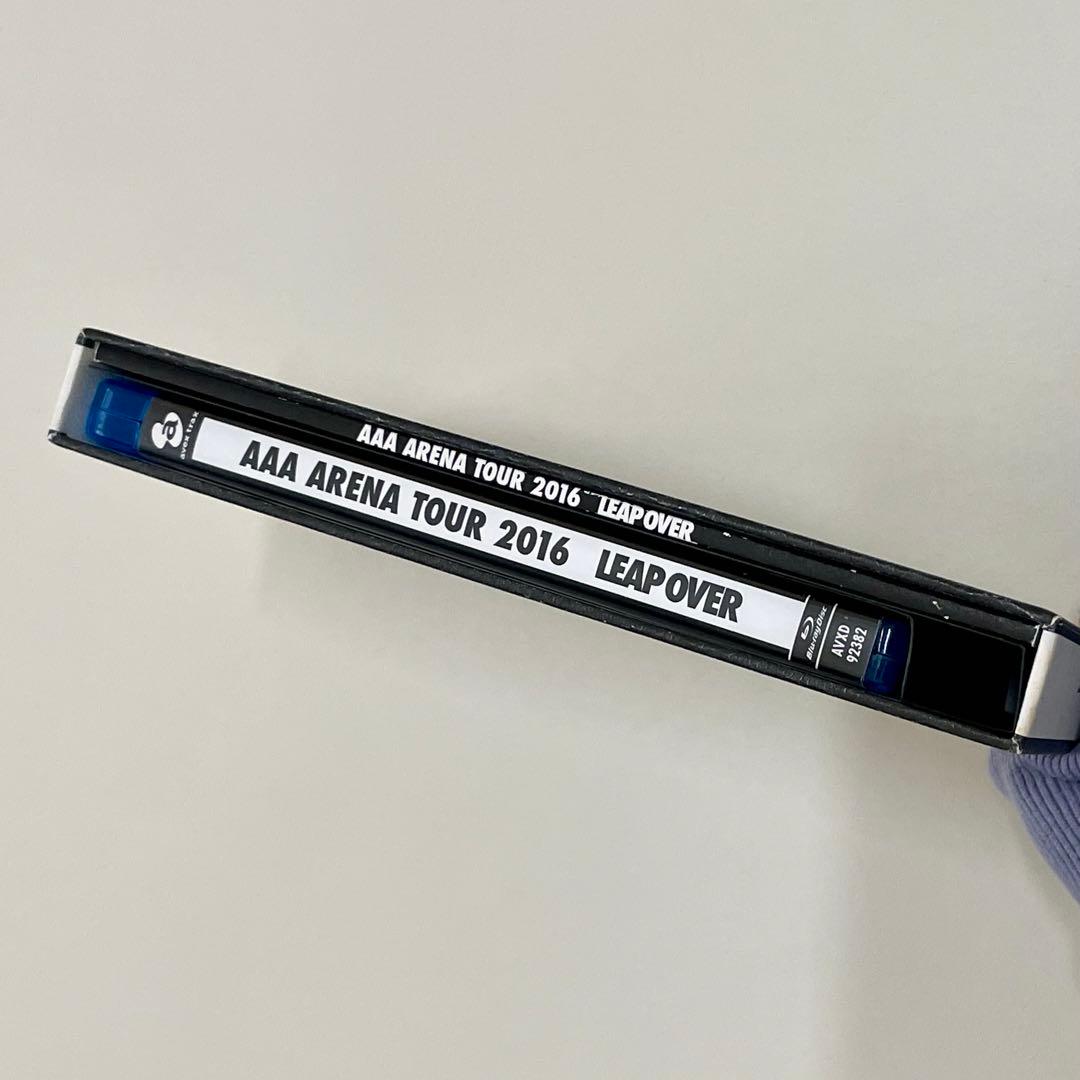 AAA ARENA TOUR 2016 LEAP OVER
a
avex trax
AAA ARENA TOUR 2016 LEAP OVER
Blu-ray Disc
AVXD
92382